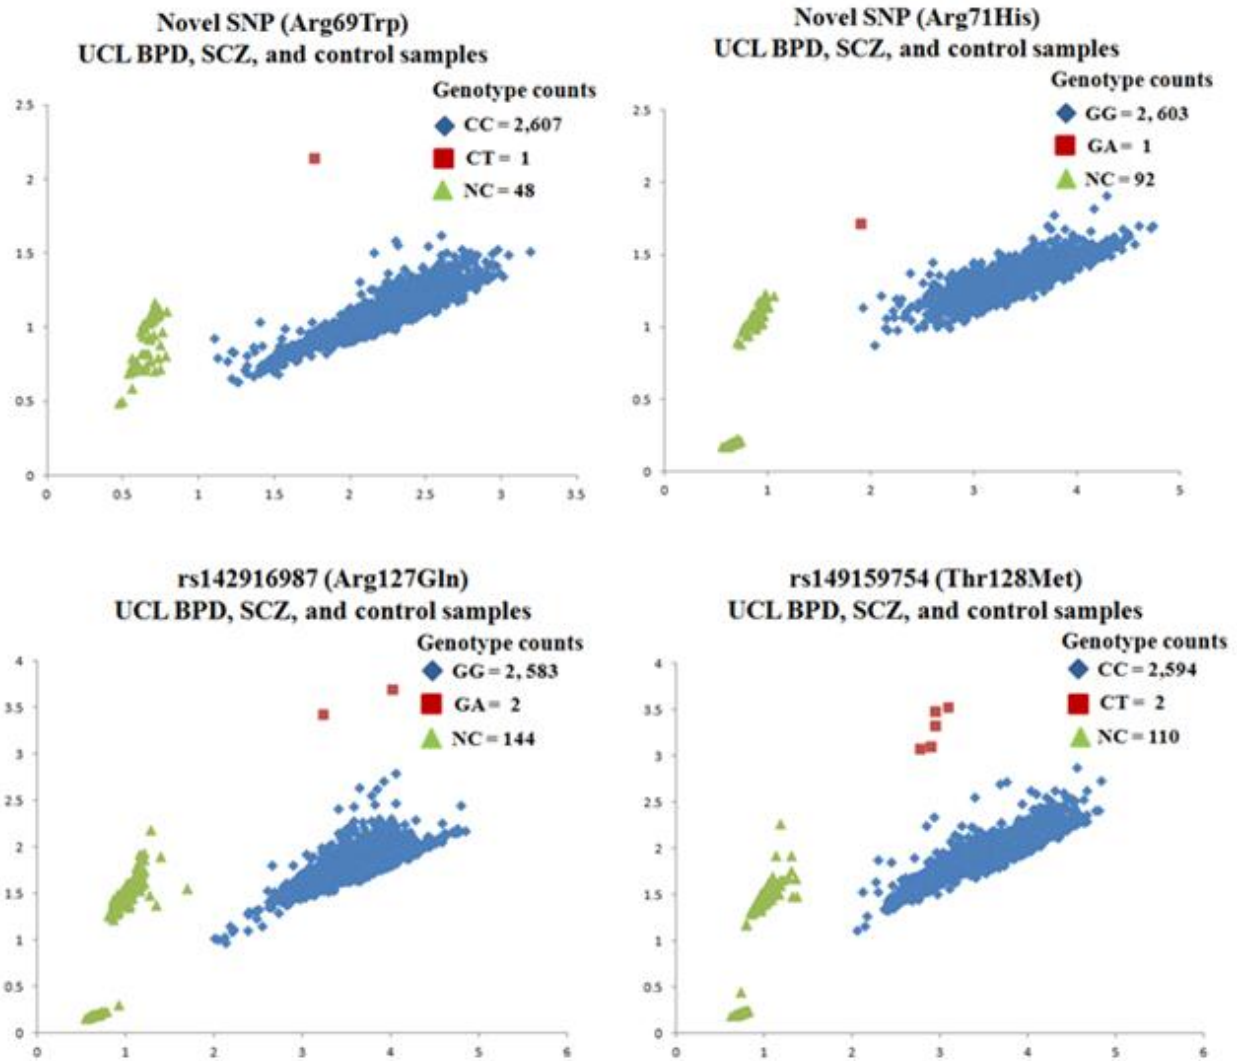 Novel SNP (Arg69Trp)
UCL BPD, SCZ, and control samples
Genotype counts
CC = 2,607
CT = 1
NC = 48
2.5
2
1.5
1
0.5
0
0 0.5 1 1.5 2 2.5 3 3.5
Novel SNP (Arg71His)
UCL BPD, SCZ, and control samples
Genotype counts
GG = 2, 603
GA = 1
NC = 92
2.5
2
1.5
1
0.5
0
0 1 2 3 4 5
rs142916987 (Arg127Gln)
UCL BPD, SCZ, and control samples
Genotype counts
GG = 2, 583
GA = 2
NC = 144
4
3.5
3
2.5
2
1.5
1
0.5
0
0 1 2 3 4 5 6
rs149159754 (Thr128Met)
UCL BPD, SCZ, and control samples
Genotype counts
CC = 2,594
CT = 2
NC = 110
4
3.5
3
2.5
2
1.5
1
0.5
0
0 1 2 3 4 5 6